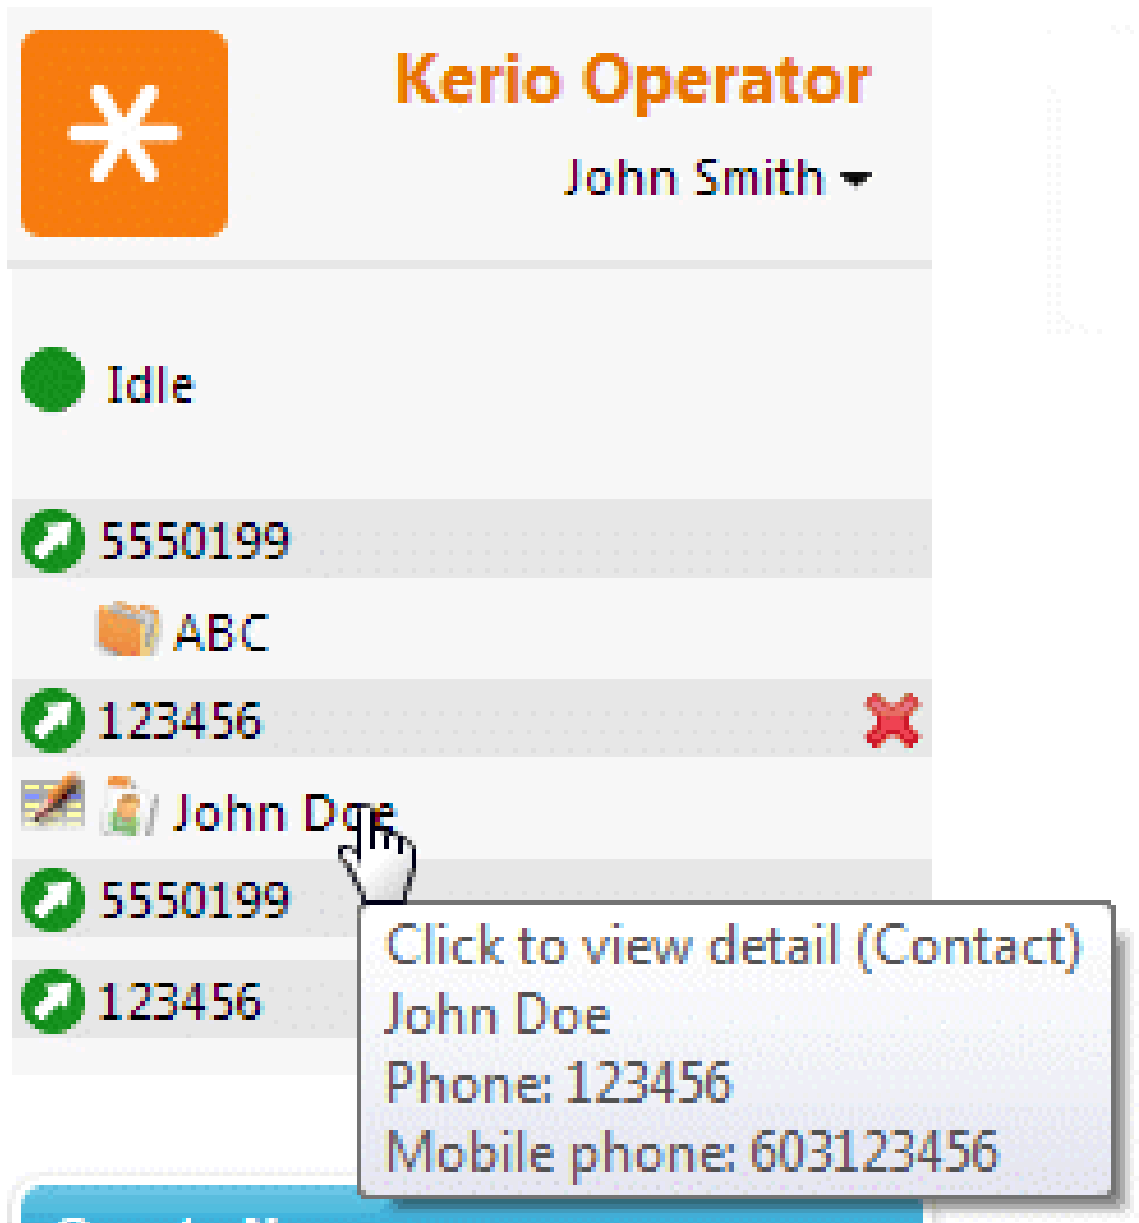 Kerio Operator
John Smith
Idle
5550199
ABC
123456
John Doe
5550199
123456
Click to view detail (Contact)
John Doe
Phone: 123456
Mobile phone: 603123456